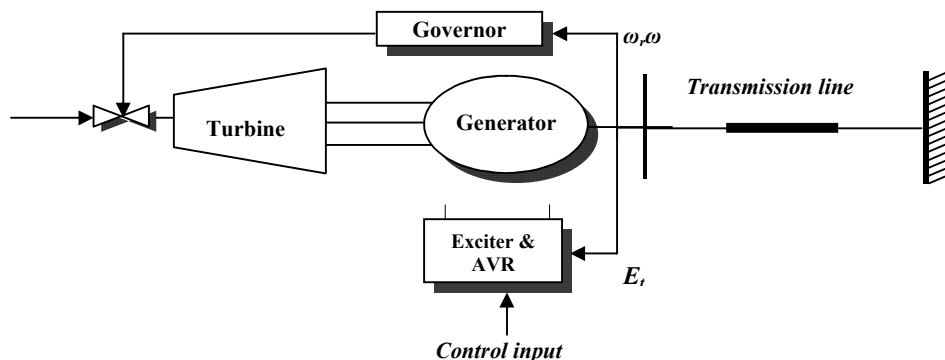 Governor
ω,ω
Transmission line
Turbine
Generator
Exciter &
AVR
Eₜ
Control input